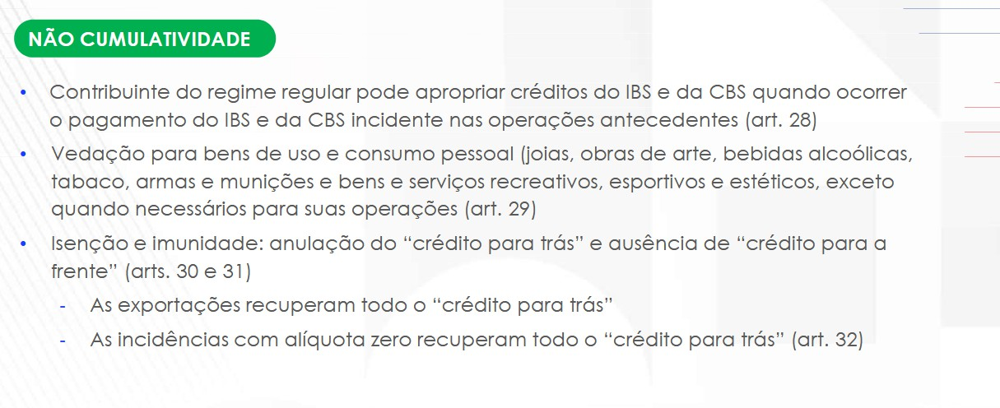 NÃO CUMULATIVIDADE
• Contribuinte do regime regular pode apropriar créditos do IBS e da CBS quando ocorrer
o pagamento do IBS e da CBS incidente nas operações antecedentes (art. 28)
• Vedação para bens de uso e consumo pessoal (joias, obras de arte, bebidas alcoólicas,
tabaco, armas e munições e bens e serviços recreativos, esportivos e estéticos, exceto
quando necessários para suas operações (art. 29)
• Isenção e imunidade: anulação do “crédito para trás” e ausência de “crédito para a
frente” (arts. 30 e 31)
- As exportações recuperam todo o “crédito para trás”
- As incidências com alíquota zero recuperam todo o “crédito para trás” (art. 32)